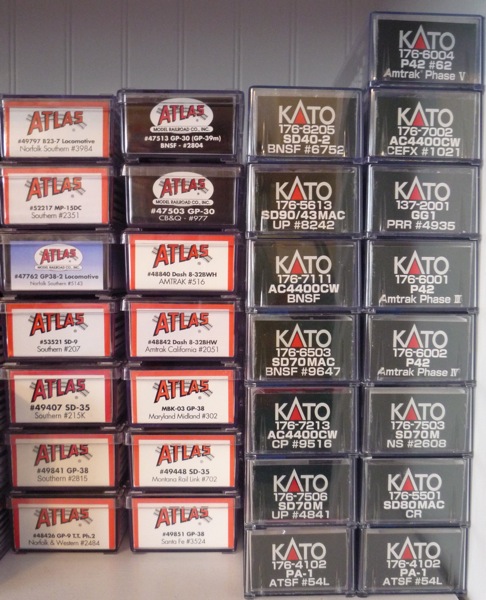 ATLAS
#49797 B23-7 Locomotive
Norfolk Southern #3984
ATLAS
#52217 MP-15DC
Southern #2351
ATLAS
MODEL RAILROAD CO., INC.
#47762 GP38-2 Locomotive
Norfolk Southern #5145
ATLAS
#53521 SD-9
Southern #207
ATLAS
#49407 SD-35
Southern #215K
ATLAS
#49841 GP-38
Southern #2815
ATLAS
#48426 GP-9 T.T. Ph.2
Norfolk & Western #2484
ATLAS
MODEL RAILROAD CO., INC.
#47513 GP-30 (GP-39m)
BNSF - #2804
ATLAS
MODEL RAILROAD CO., INC.
#47503 GP-30
CB&Q - #977
ATLAS
#48840 Dash 8-32BWH
AMTRAK #516
ATLAS
#48842 Dash 8-32BHW
Amtrak California #2051
ATLAS
MBK-03 GP-38
Maryland Midland #302
ATLAS
#49448 SD-35
Montana Rail Link #702
ATLAS
#49851 GP-38
Santa Fe #3524
KATO
176-8205
SD40-2
BNSF #6752
KATO
176-5613
SD90/43MAC
UP #8242
KATO
176-7111
AC4400CW
BNSF
KATO
176-6503
SD70MAC
BNSF #9647
KATO
176-7213
AC4400CW
CP #9516
KATO
176-7506
SD70M
UP #4841
KATO
176-4102
PA-1
ATSF #54L
KATO
176-6004
P42 #62
Amtrak Phase V
KATO
176-7002
AC4400CW
CEFX #1021
KATO
137-2001
GG1
PRR #4935
KATO
176-6001
P42
Amtrak Phase III
KATO
176-6002
P42
Amtrak Phase IV
KATO
176-7503
SD70M
NS #2608
KATO
176-5501
SD80MAC
CR
KATO
176-4102
PA-1
ATSF #54L